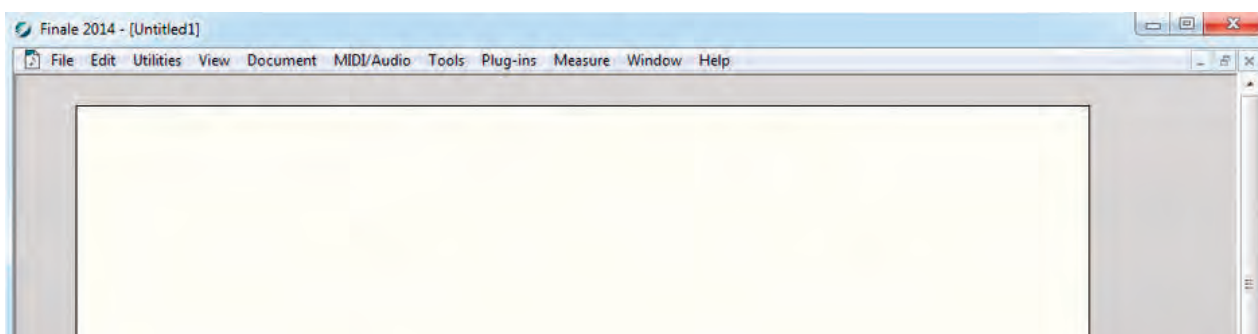 Finale 2014 - [Untitled1]
File Edit Utilities View Document MIDI/Audio Tools Plug-ins Measure Window Help